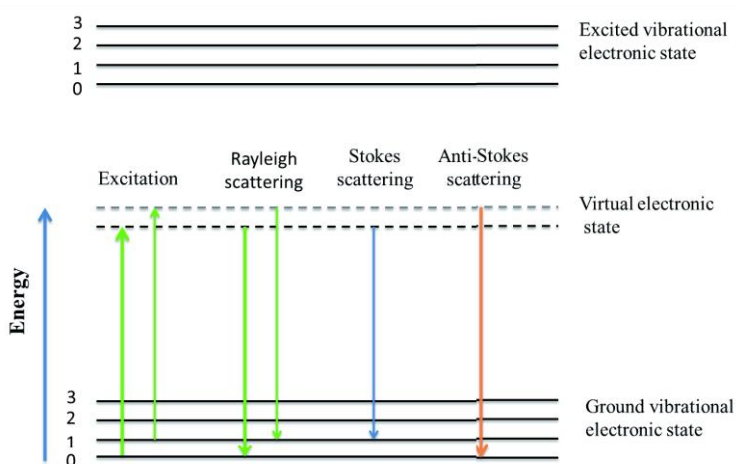 3
2
1
0
Excited vibrational
electronic state
Excitation
Rayleigh
scattering
Stokes
scattering
Anti-Stokes
scattering
Virtual electronic
state
Energy
3
2
1
0
Ground vibrational
electronic state